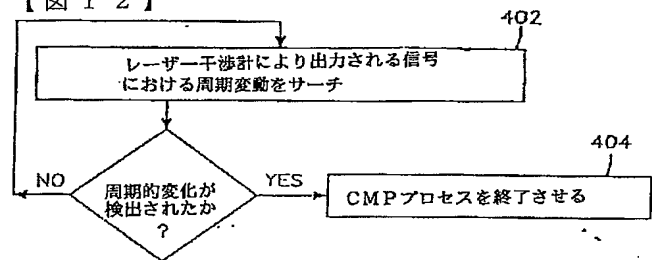 【図12】
402
レーザー干渉計により出力される信号
における周期変動をサーチ
404
NO
周期的変化が
検出されたか
?
YES
CMPプロセスを終了させる